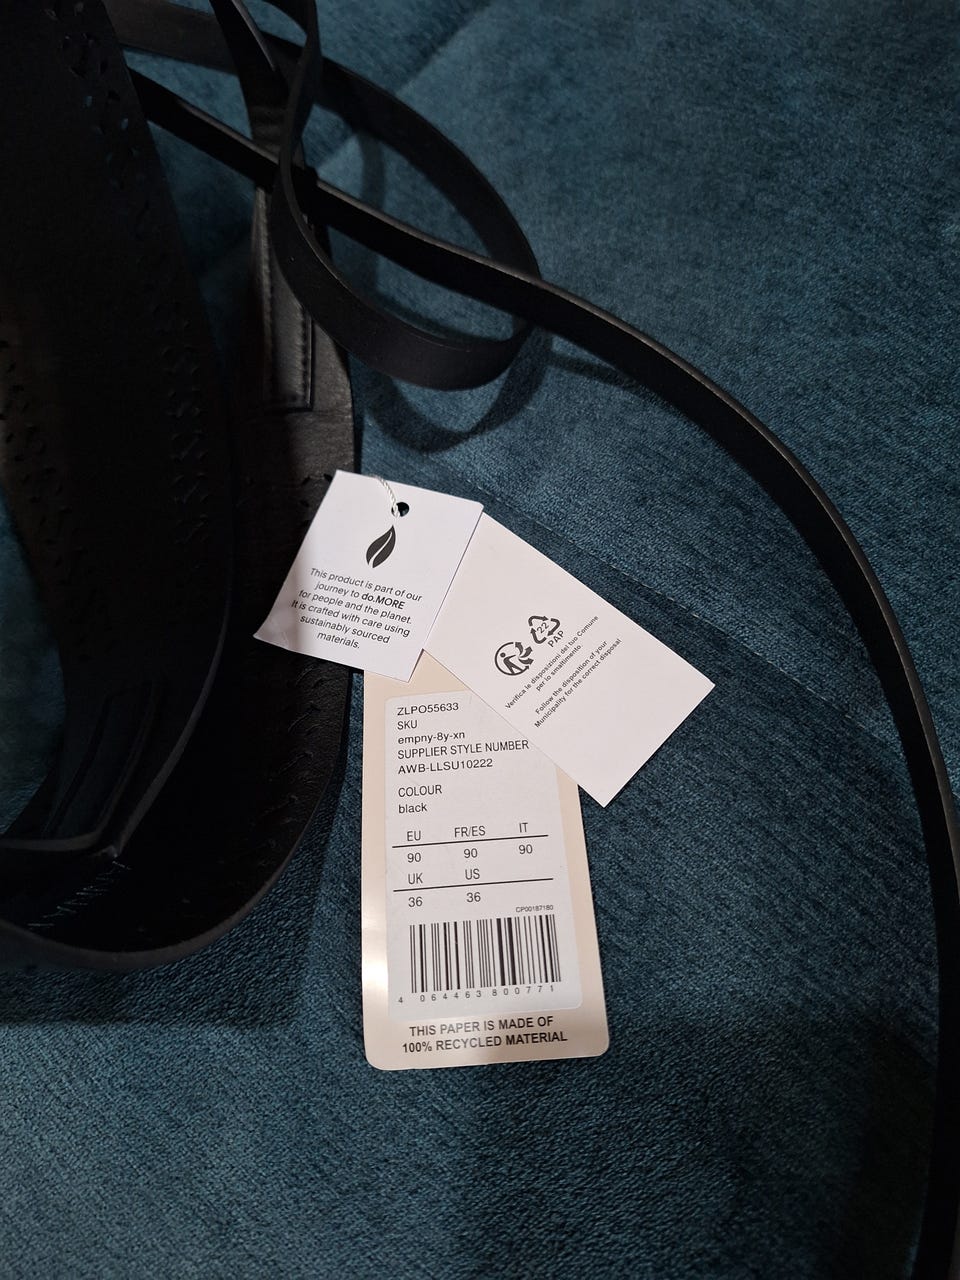 This product is part of our
journey to do.MORE
for people and the planet.
It is crafted with care using
sustainably sourced
materials.
22
PAP
Verifica le disposizioni del tuo Comune
per lo smaltimento.
Follow the disposition of your
Municipality for the correct disposal
ZLPO55633
SKU
empny-8y-xn
SUPPLIER STYLE NUMBER
AWB-LLSU10222
COLOUR
black
EU FR/ES IT
90 90 90
UK US
36 36
CP00187180
4 064463 800771
THIS PAPER IS MADE OF
100% RECYCLED MATERIAL